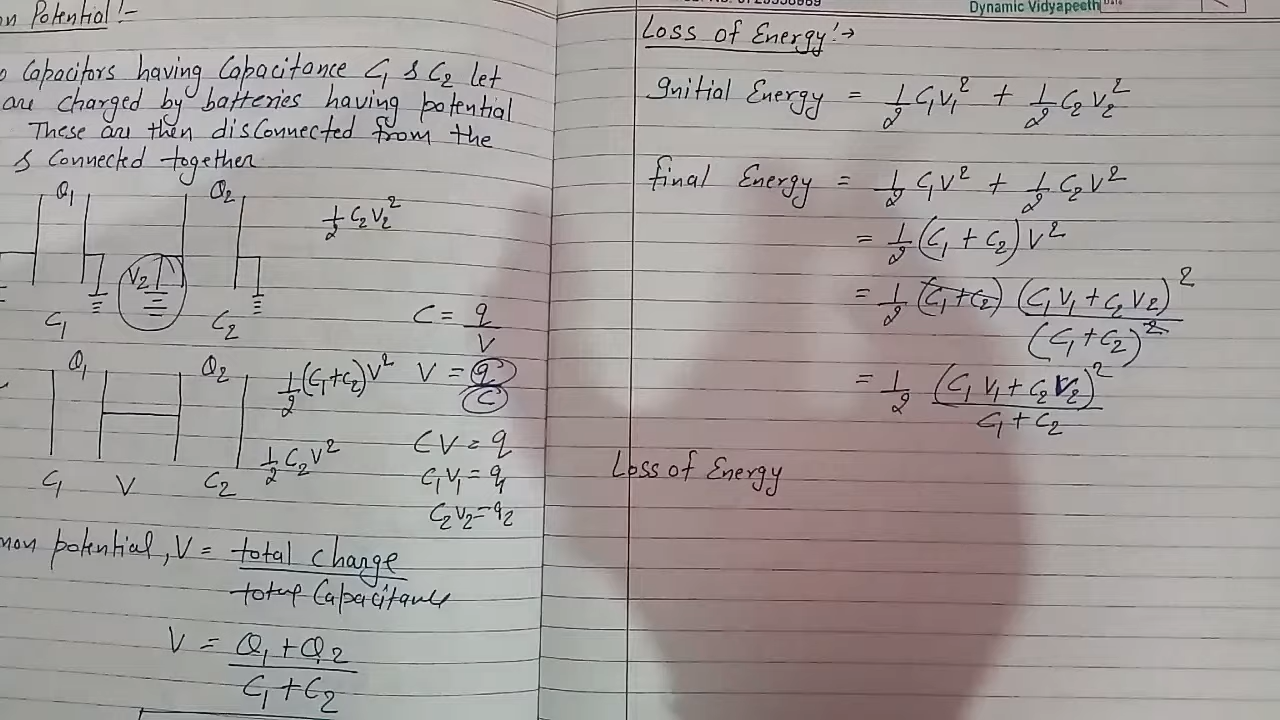 on Potential :-
Capacitors having Capacitance C₁ & C₂ let
are charged by batteries having potential
These are then disconnected from the
& Connected together
Q₁ Q₂ 1/2 C₂V₂²
V₂
C₁ C₂ C = q/V
Q₁ Q₂ 1/2 (C₁+C₂)V² V = q/C
1/2 C₂V² CV = q
C₁ V C₂ C₁V₁ = q₁
C₂V₂ = q₂
mon potential, V = total Charge / total Capacitance
V = Q₁ + Q₂ / C₁ + C₂
Dynamic Vidyapeeth Date
Loss of Energy :→
Initial Energy = 1/2 C₁V₁² + 1/2 C₂V₂²
final Energy = 1/2 C₁V² + 1/2 C₂V²
= 1/2 (C₁ + C₂) V²
= 1/2 (C₁+C₂) (C₁V₁ + C₂V₂)² / (C₁+C₂)²
= 1/2 (C₁V₁ + C₂V₂)² / C₁ + C₂
Loss of Energy